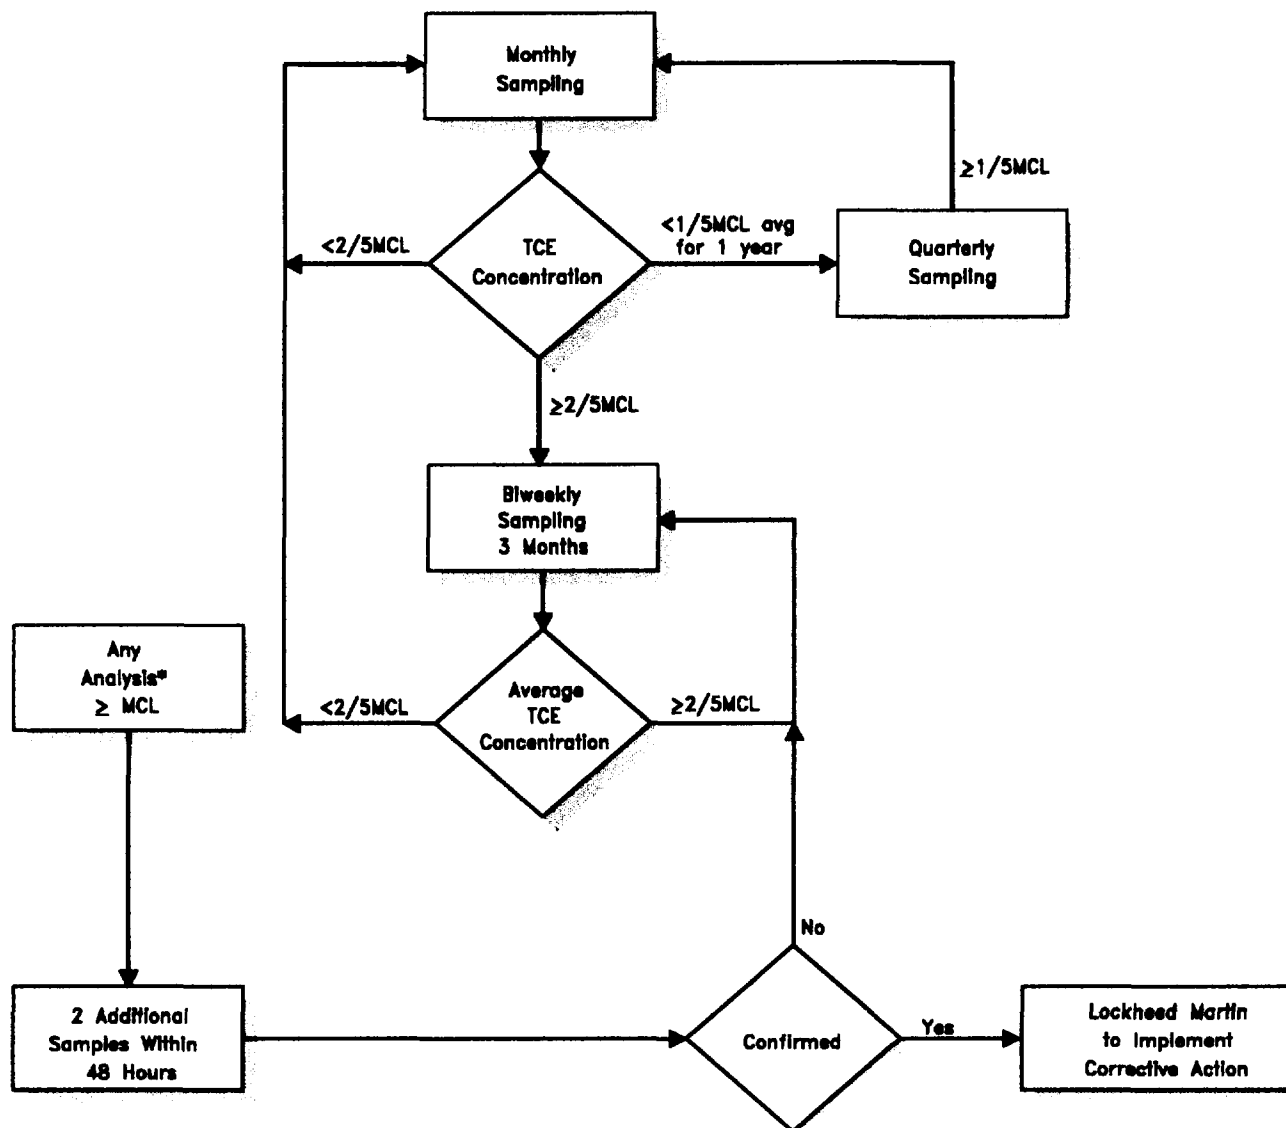 Monthly
Sampling
≥1/5MCL
<2/5MCL
TCE
Concentration
<1/5MCL avg
for 1 year
Quarterly
Sampling
≥2/5MCL
Biweekly
Sampling
3 Months
Any
Analysis*
≥ MCL
<2/5MCL
Average
TCE
Concentration
≥2/5MCL
No
2 Additional
Samples Within
48 Hours
Confirmed
Yes
Lockheed Martin
to Implement
Corrective Action